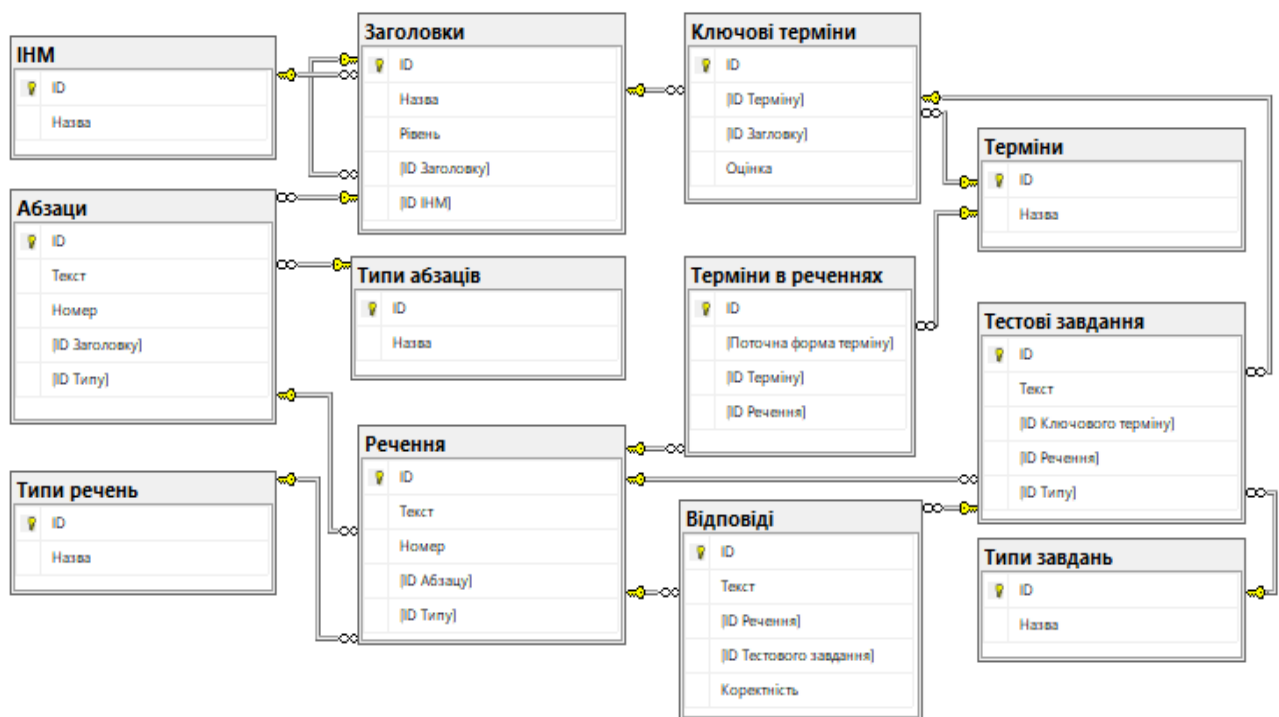 ІНМ
ID
Назва
Абзаци
ID
Текст
Номер
[ID Заголовку]
[ID Типу]
Типи речень
ID
Назва
Заголовки
ID
Назва
Рівень
[ID Заголовку]
[ID ІНМ]
Типи абзаців
ID
Назва
Речення
ID
Текст
Номер
[ID Абзацу]
[ID Типу]
Ключові терміни
ID
[ID Терміну]
[ID Загловку]
Оцінка
Терміни в реченнях
ID
[Поточна форма терміну]
[ID Терміну]
[ID Речення]
Відповіді
ID
Текст
[ID Речення]
[ID Тестового завдання]
Коректність
Терміни
ID
Назва
Тестові завдання
ID
Текст
[ID Ключового терміну]
[ID Речення]
[ID Типу]
Типи завдань
ID
Назва